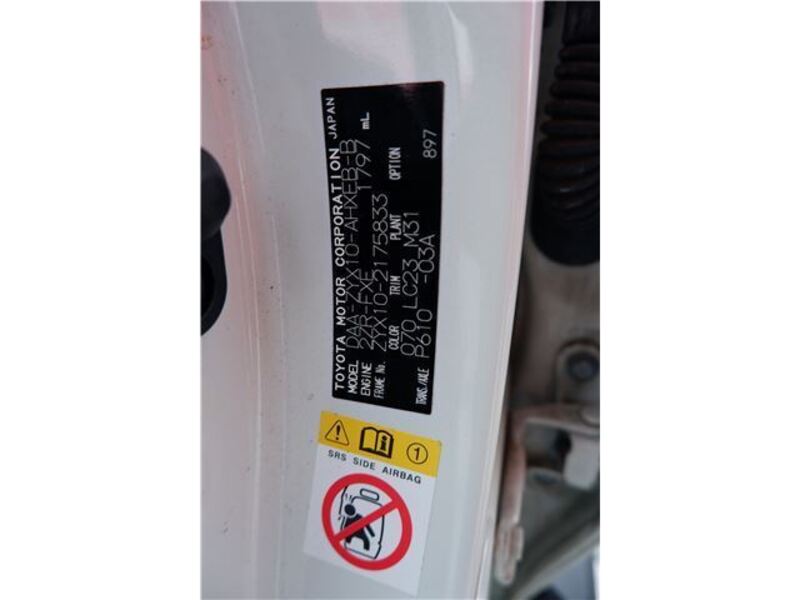 TOYOTA MOTOR CORPORATION JAPAN
MODEL DAA-ZYX10-AHXEB-B
ENGINE 2ZR-FXE 1797 mL
FRAME No. ZYX10-2175833
COLOR TRIM PLANT OPTION
070 LC23 M31
TRANS./AXLE P610 -03A 897
1
SRS SIDE AIRBAG